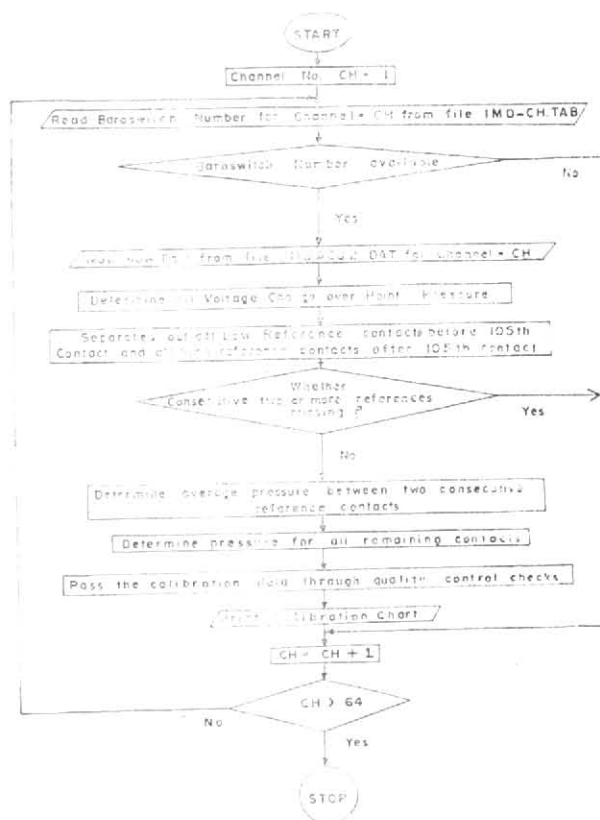 START
Channel No. CH = 1
Read Baroswitch Number for Channel = CH from file IMD-CH.TAB
Baroswitch Number available
No
Yes
from file DAT for Channel = CH
Determine all Voltage over Point Pressure
Separates out all Low Reference contacts before 105th
Contact and reference contacts after 105th contact
Whether
Consecutive two or more references
missing ?
Yes
No
Determine average pressure between two consecutive
reference contacts
Determine pressure for all remaining contacts
Pass the calibration data through quality control checks
Print Calibration Chart
CH = CH + 1
CH > 64
No
Yes
STOP